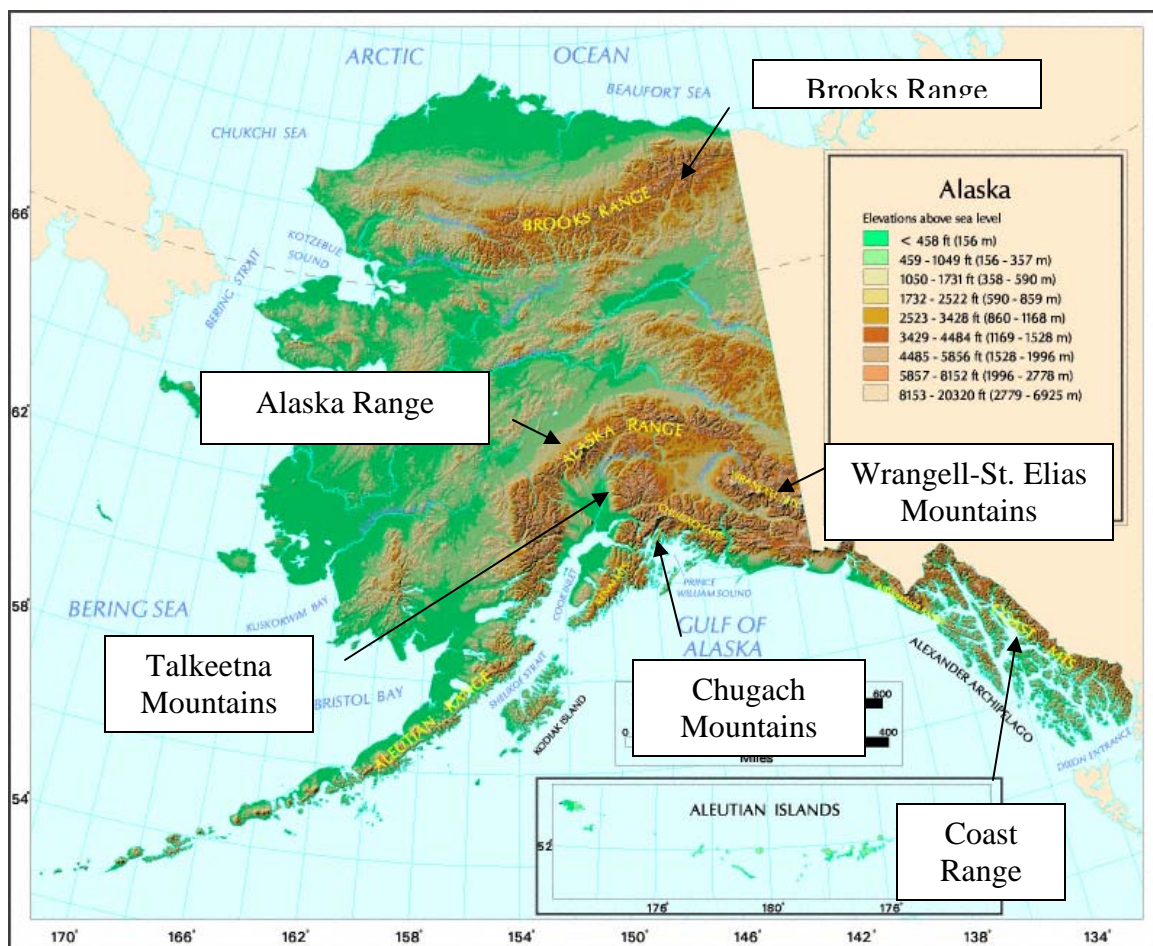 ARCTIC OCEAN
BEAUFORT SEA
Brooks Range
CHUKCHI SEA
Alaska
Elevations above sea level
< 458 ft (156 m)
459 - 1049 ft (156 - 357 m)
1050 - 1731 ft (358 - 590 m)
1732 - 2522 ft (590 - 859 m)
2523 - 3428 ft (860 - 1168 m)
3429 - 4484 ft (1169 - 1528 m)
4485 - 5856 ft (1528 - 1996 m)
5857 - 8152 ft (1996 - 2778 m)
8153 - 20320 ft (2779 - 6925 m)
66°
BROOKS RANGE
KOTZEBUE
SOUND
BERING STRAIT
62°
Alaska Range
ALASKA RANGE
Wrangell-St. Elias
Mountains
58°
BERING SEA
KUSKOKWIM BAY
COOK INLET
PRINCE
WILLIAM SOUND
GULF OF
ALASKA
Talkeetna
Mountains
BRISTOL BAY
SHELIKOF STRAIT
KODIAK ISLAND
ALEUTIAN RANGE
Chugach
Mountains
600
0
400
Miles
ALEXANDER ARCHIPELAGO
DIXON ENTRANCE
54°
ALEUTIAN ISLANDS
52°
176°
180°
176°
Coast
Range
170°
166°
162°
158°
154°
150°
146°
142°
138°
134°